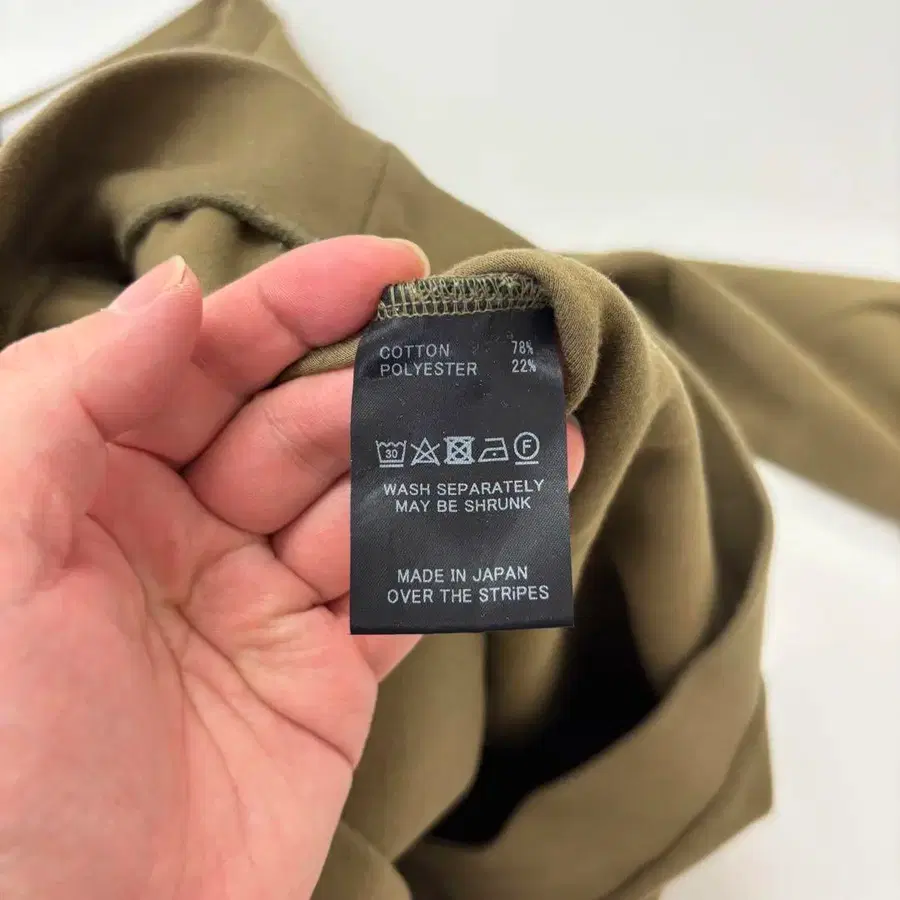 COTTON 78%
POLYESTER 22%
30 F
WASH SEPARATELY
MAY BE SHRUNK
MADE IN JAPAN
OVER THE STRiPES